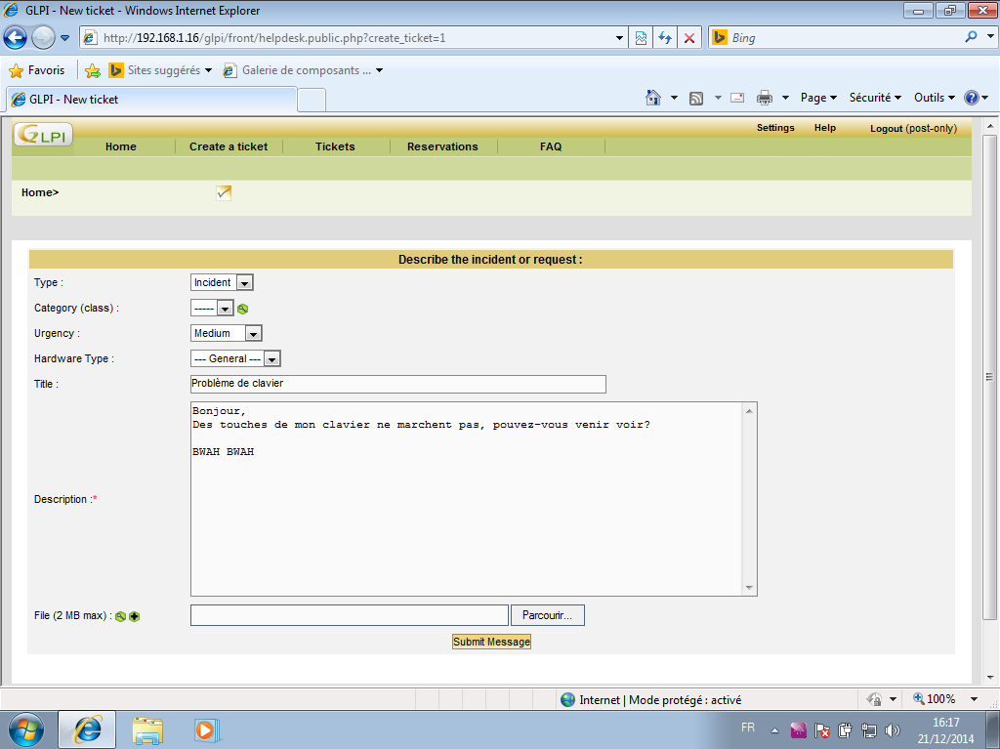 GLPI - New ticket - Windows Internet Explorer
http://192.168.1.16/glpi/front/helpdesk.public.php?create_ticket=1
Bing
Favoris
Sites suggérés
Galerie de composants ...
GLPI - New ticket
Page
Sécurité
Outils
GLPI
Settings
Help
Logout (post-only)
Home
Create a ticket
Tickets
Reservations
FAQ
Home>
Describe the incident or request :
Type :
Incident
Category (class) :
-----
Urgency :
Medium
Hardware Type :
--- General ---
Title :
Problème de clavier
Bonjour,
Des touches de mon clavier ne marchent pas, pouvez-vous venir voir?
BWAH BWAH
Description :*
File (2 MB max) :
Parcourir...
Submit Message
Internet | Mode protégé : activé
100%
FR
16:17
21/12/2014